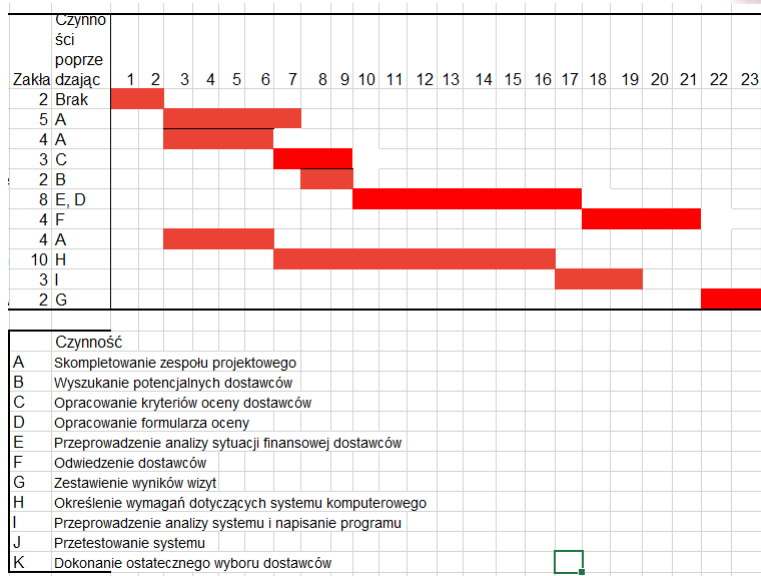 Czynno
ści
poprze
Zakła dzając 1 2 3 4 5 6 7 8 9 10 11 12 13 14 15 16 17 18 19 20 21 22 23
2 Brak
5 A
4 A
3 C
2 B
8 E, D
4 F
4 A
10 H
3 I
2 G
Czynność
A Skompletowanie zespołu projektowego
B Wyszukanie potencjalnych dostawców
C Opracowanie kryteriów oceny dostawców
D Opracowanie formularza oceny
E Przeprowadzenie analizy sytuacji finansowej dostawców
F Odwiedzenie dostawców
G Zestawienie wyników wizyt
H Określenie wymagań dotyczących systemu komputerowego
I Przeprowadzenie analizy systemu i napisanie programu
J Przetestowanie systemu
K Dokonanie ostatecznego wyboru dostawców